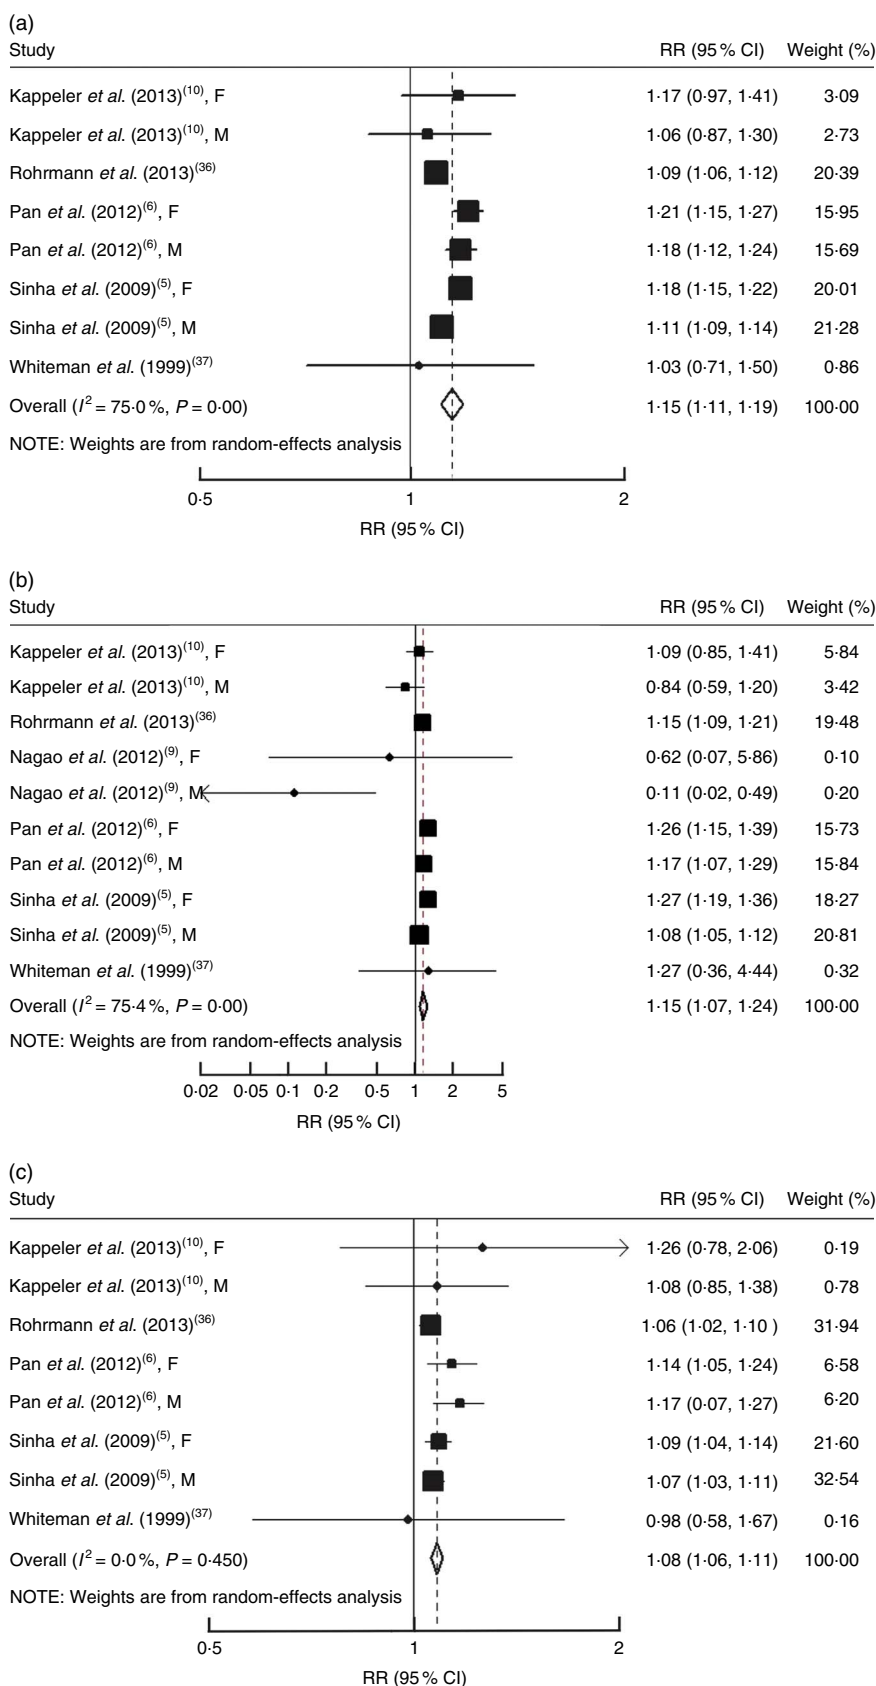 (a)
Study RR (95 % CI) Weight (%)
Kappeler et al. (2013)(10), F 1·17 (0·97, 1·41) 3·09
Kappeler et al. (2013)(10), M 1·06 (0·87, 1·30) 2·73
Rohrmann et al. (2013)(36) 1·09 (1·06, 1·12) 20·39
Pan et al. (2012)(6), F 1·21 (1·15, 1·27) 15·95
Pan et al. (2012)(6), M 1·18 (1·12, 1·24) 15·69
Sinha et al. (2009)(5), F 1·18 (1·15, 1·22) 20·01
Sinha et al. (2009)(5), M 1·11 (1·09, 1·14) 21·28
Whiteman et al. (1999)(37) 1·03 (0·71, 1·50) 0·86
Overall (I2 = 75·0 %, P = 0·00) 1·15 (1·11, 1·19) 100·00
NOTE: Weights are from random-effects analysis
0·5 1 2
RR (95 % CI)
(b)
Study RR (95 % CI) Weight (%)
Kappeler et al. (2013)(10), F 1·09 (0·85, 1·41) 5·84
Kappeler et al. (2013)(10), M 0·84 (0·59, 1·20) 3·42
Rohrmann et al. (2013)(36) 1·15 (1·09, 1·21) 19·48
Nagao et al. (2012)(9), F 0·62 (0·07, 5·86) 0·10
Nagao et al. (2012)(9), M 0·11 (0·02, 0·49) 0·20
Pan et al. (2012)(6), F 1·26 (1·15, 1·39) 15·73
Pan et al. (2012)(6), M 1·17 (1·07, 1·29) 15·84
Sinha et al. (2009)(5), F 1·27 (1·19, 1·36) 18·27
Sinha et al. (2009)(5), M 1·08 (1·05, 1·12) 20·81
Whiteman et al. (1999)(37) 1·27 (0·36, 4·44) 0·32
Overall (I2 = 75·4 %, P = 0·00) 1·15 (1·07, 1·24) 100·00
NOTE: Weights are from random-effects analysis
0·02 0·05 0·1 0·2 0·5 1 2 5
RR (95 % CI)
(c)
Study RR (95 % CI) Weight (%)
Kappeler et al. (2013)(10), F 1·26 (0·78, 2·06) 0·19
Kappeler et al. (2013)(10), M 1·08 (0·85, 1·38) 0·78
Rohrmann et al. (2013)(36) 1·06 (1·02, 1·10 ) 31·94
Pan et al. (2012)(6), F 1·14 (1·05, 1·24) 6·58
Pan et al. (2012)(6), M 1·17 (0·07, 1·27) 6·20
Sinha et al. (2009)(5), F 1·09 (1·04, 1·14) 21·60
Sinha et al. (2009)(5), M 1·07 (1·03, 1·11) 32·54
Whiteman et al. (1999)(37) 0·98 (0·58, 1·67) 0·16
Overall (I2 = 0·0 %, P = 0·450) 1·08 (1·06, 1·11) 100·00
NOTE: Weights are from random-effects analysis
0·5 1 2
RR (95 % CI)